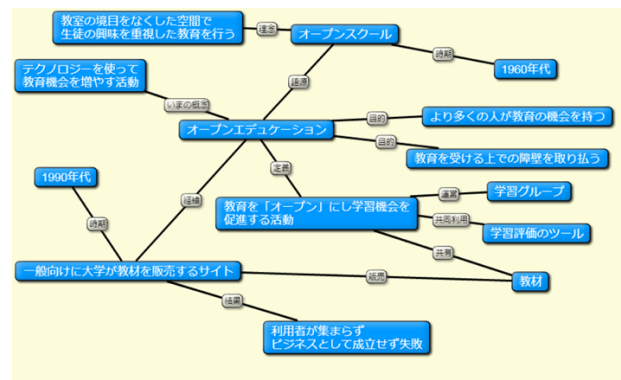 教室の境目をなくした空間で
生徒の興味を重視した教育を行う
理念
オープンスクール
時期
1960年代
テクノロジーを使って
教育機会を増やす活動
語源
いまの概念
オープンエデュケーション
目的
より多くの人が教育の機会を持つ
目的
教育を受ける上での障壁を取り払う
定義
1990年代
経緯
教育を「オープン」にし学習機会を
促進する活動
運営
学習グループ
時期
共同利用
学習評価のツール
共有
一般向けに大学が教材を販売するサイト
販売
教材
結果
利用者が集まらず
ビジネスとして成立せず失敗